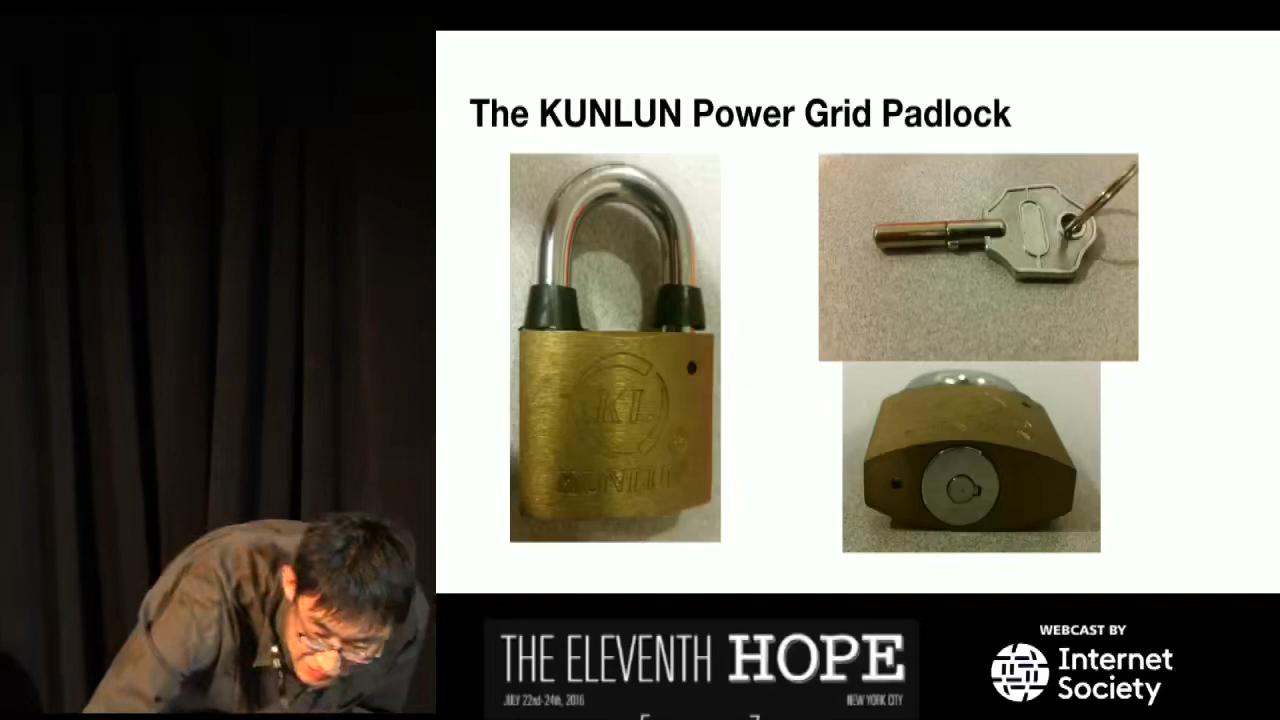 The KUNLUN Power Grid Padlock
KL
KUNLUN
THE ELEVENTH HOPE
JULY 22nd-24th, 2016
NEW YORK CITY
WEBCAST BY
Internet
Society